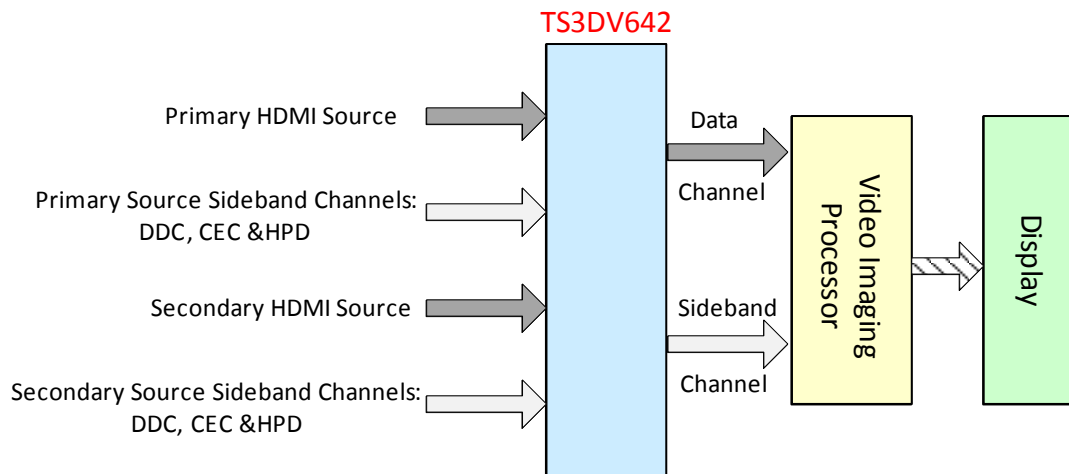 TS3DV642
Primary HDMI Source
Primary Source Sideband Channels:
DDC, CEC &HPD
Secondary HDMI Source
Secondary Source Sideband Channels:
DDC, CEC &HPD
Data
Channel
Sideband
Channel
Video Imaging
Processor
Display